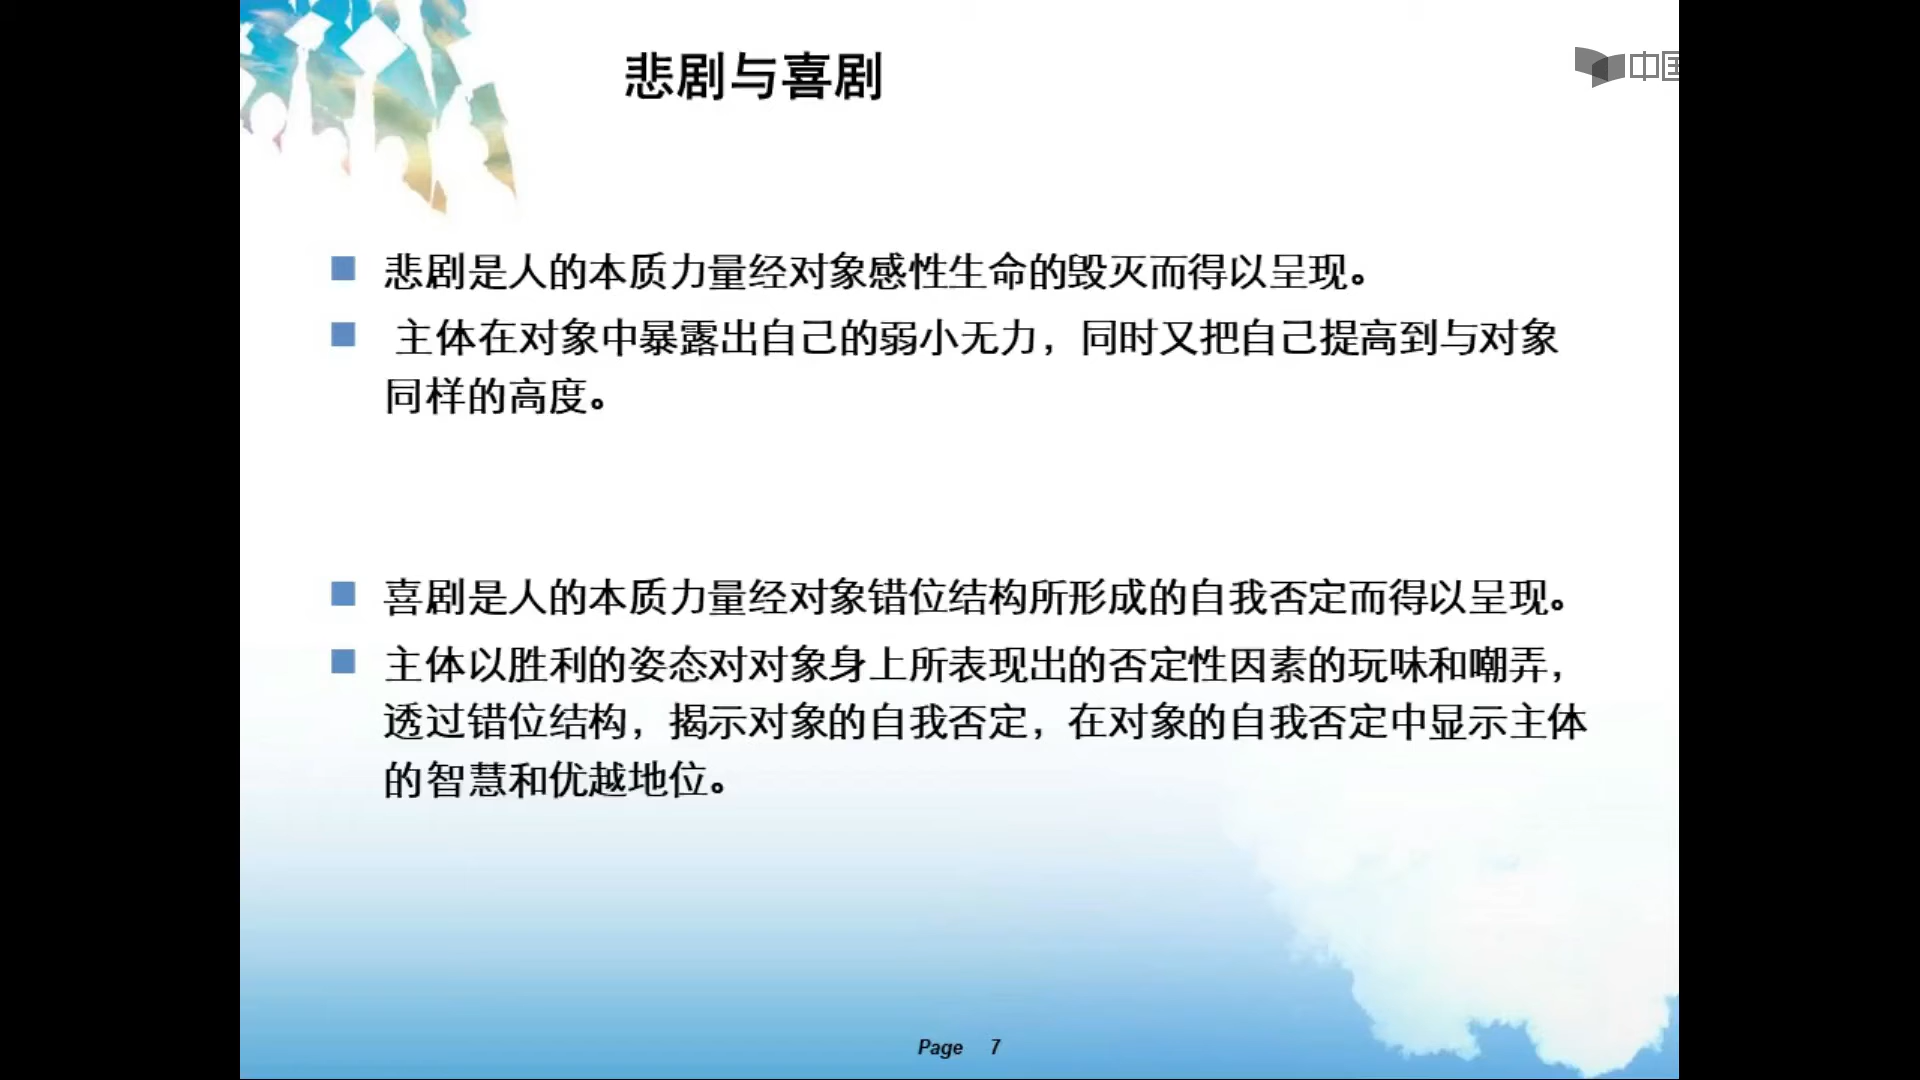 悲剧与喜剧
中国
悲剧是人的本质力量经对象感性生命的毁灭而得以呈现。
主体在对象中暴露出自己的弱小无力，同时又把自己提高到与对象
同样的高度。
喜剧是人的本质力量经对象错位结构所形成的自我否定而得以呈现。
主体以胜利的姿态对对象身上所表现出的否定性因素的玩味和嘲弄，
透过错位结构，揭示对象的自我否定，在对象的自我否定中显示主体
的智慧和优越地位。
Page 7